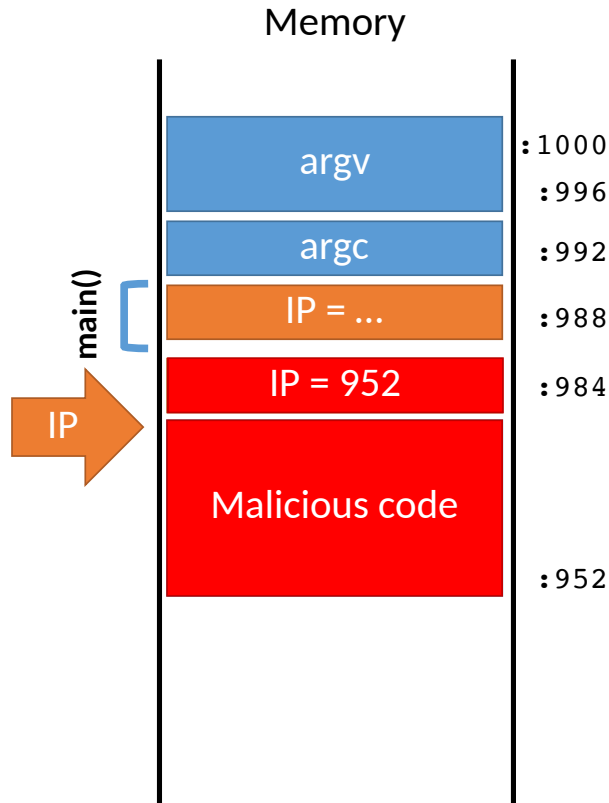 Memory
argv
:1000
:996
argc
:992
main()
IP = ...
:988
IP = 952
:984
IP
Malicious code
:952